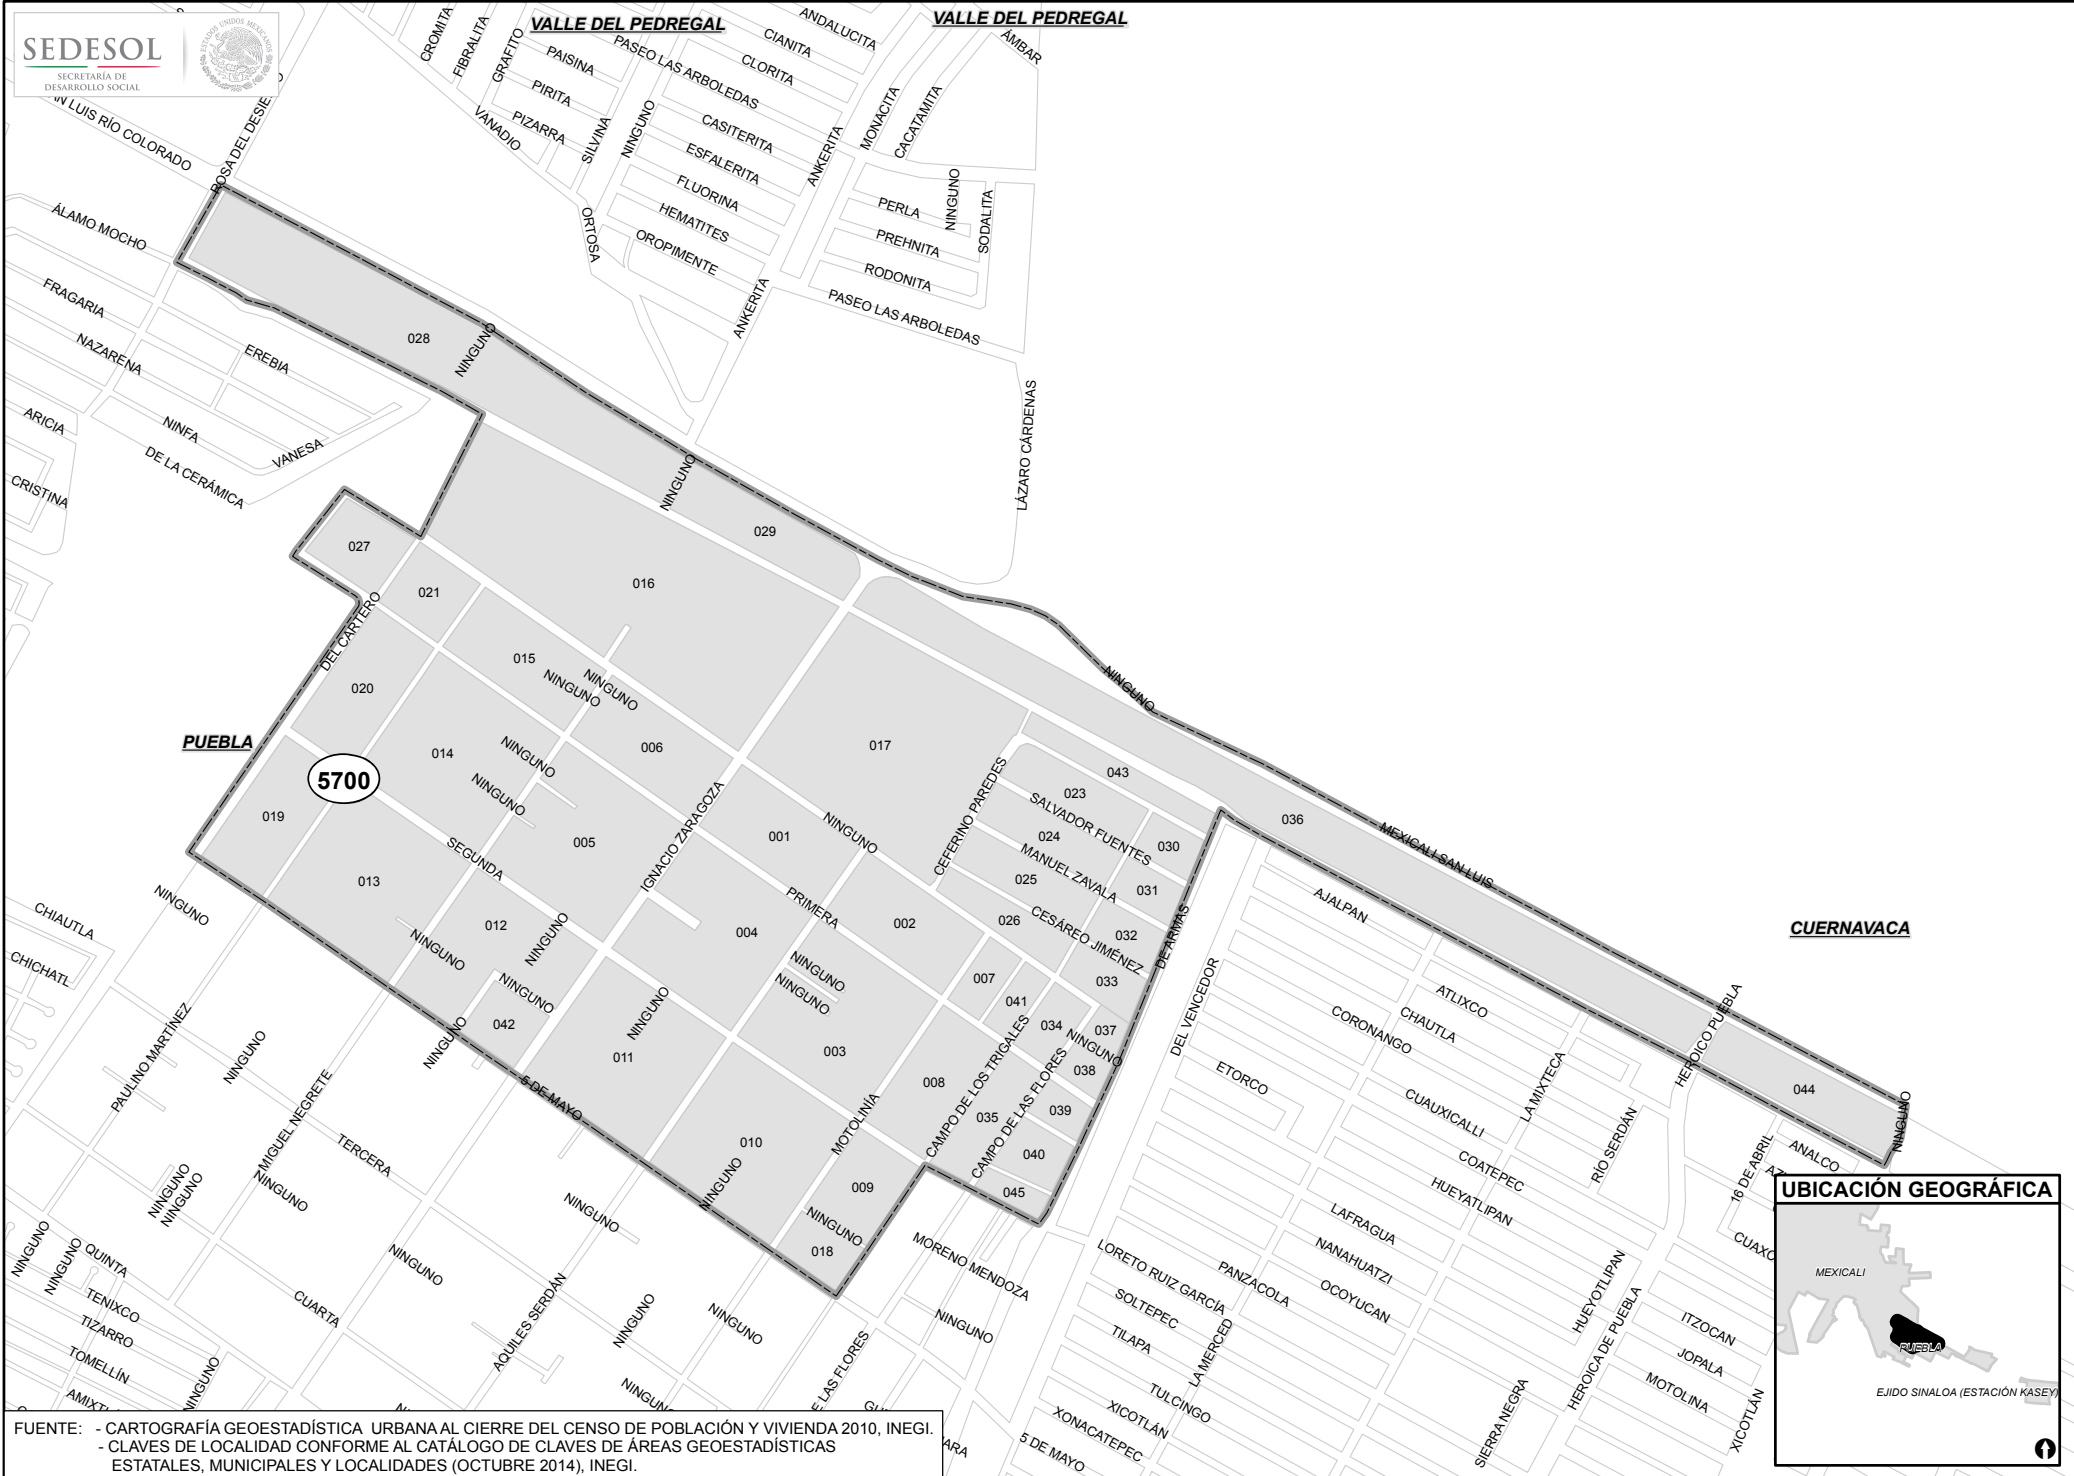 SEDESOL
SECRETARÍA DE
DESARROLLO SOCIAL
ESTADOS UNIDOS MEXICANOS
VALLE DEL PEDREGAL
VALLE DEL PEDREGAL
CROMITA
FIBRALITA
GRAFITO
PAISINA
PIRITA
PIZARRA
VANADIO
SILVINA
NINGUNO
PASEO LAS ARBOLEDAS
ANDALUCITA
CIANITA
CLORITA
CASITERITA
ESFALERITA
FLUORINA
HEMATITES
OROPIMENTE
ORTOSA
ANKERITA
ANKERITA
MONACITA
CACATAMITA
ÁMBAR
PERLA
PREHNITA
RODONITA
NINGUNO
SODALITA
PASEO LAS ARBOLEDAS
LÁZARO CÁRDENAS
AN LUIS RÍO COLORADO
ROSA DEL DESIE
ÁLAMO MOCHO
FRAGARIA
NAZARENA
EREBIA
ARICIA
NINFA
VANESA
DE LA CERÁMICA
CRISTINA
028
NINGUNO
NINGUNO
029
027
021
016
DEL CARTERO
015
NINGUNO
NINGUNO
020
PUEBLA
5700
014
NINGUNO
NINGUNO
006
017
NINGUNO
043
023
SALVADOR FUENTES
CEFERINO PAREDES
024
MANUEL ZAVALA
030
036
MEXICALI SAN LUIS
019
SEGUNDA
005
IGNACIO ZARAGOZA
001
NINGUNO
025
031
013
CESÁREO JIMÉNEZ
026
032
DE ARMAS
AJALPAN
CUERNAVACA
NINGUNO
CHIAUTLA
CHICHATL
012
NINGUNO
NINGUNO
PRIMERA
002
004
NINGUNO
NINGUNO
007
033
DEL VENCEDOR
ATLIXCO
CHAUTLA
CORONANGO
HEROICO PUEBLA
NINGUNO
042
NINGUNO
NINGUNO
041
034
NINGUNO
037
PAULINO MARTÍNEZ
NINGUNO
011
003
038
ETORCO
LA MIXTECA
044
NINGUNO
MIGUEL NEGRETE
5 DE MAYO
008
CAMPO DE LOS TRIGALES
CAMPO DE LAS FLORES
035
039
CUAUXICALLI
RÍO SERDÁN
TERCERA
010
MOTOLINÍA
040
COATEPEC
16 DE ABRIL
ANALCO
NINGUNO
NINGUNO
NINGUNO
NINGUNO
009
045
HUEYATLIPAN
NINGUNO
NINGUNO
018
MORENO MENDOZA
LAFRAGUA
NANAHUATZI
OCOYUCAN
CUAXC
NINGUNO
NINGUNO
QUINTA
NINGUNO
LORETO RUIZ GARCÍA
PANZACOLA
HUEYOTLIPAN
HEROICA DE PUEBLA
ITZOCAN
TENIXCO
TIZARRO
TOMELLÍN
CUARTA
AQUILES SERDÁN
NINGUNO
NINGUNO
NINGUNO
SOLTEPEC
TILAPA
LA MERCED
TULCINGO
JOPALA
MOTOLINA
NINGUNO
NINGUNO
E LAS FLORES
XICOTLÁN
XONACATEPEC
5 DE MAYO
SIERRA NEGRA
XICOTLÁN
UBICACIÓN GEOGRÁFICA
MEXICALI
PUEBLA
EJIDO SINALOA (ESTACIÓN KASEY)
FUENTE: - CARTOGRAFÍA GEOESTADÍSTICA URBANA AL CIERRE DEL CENSO DE POBLACIÓN Y VIVIENDA 2010, INEGI.
- CLAVES DE LOCALIDAD CONFORME AL CATÁLOGO DE CLAVES DE ÁREAS GEOESTADÍSTICAS
ESTATALES, MUNICIPALES Y LOCALIDADES (OCTUBRE 2014), INEGI.